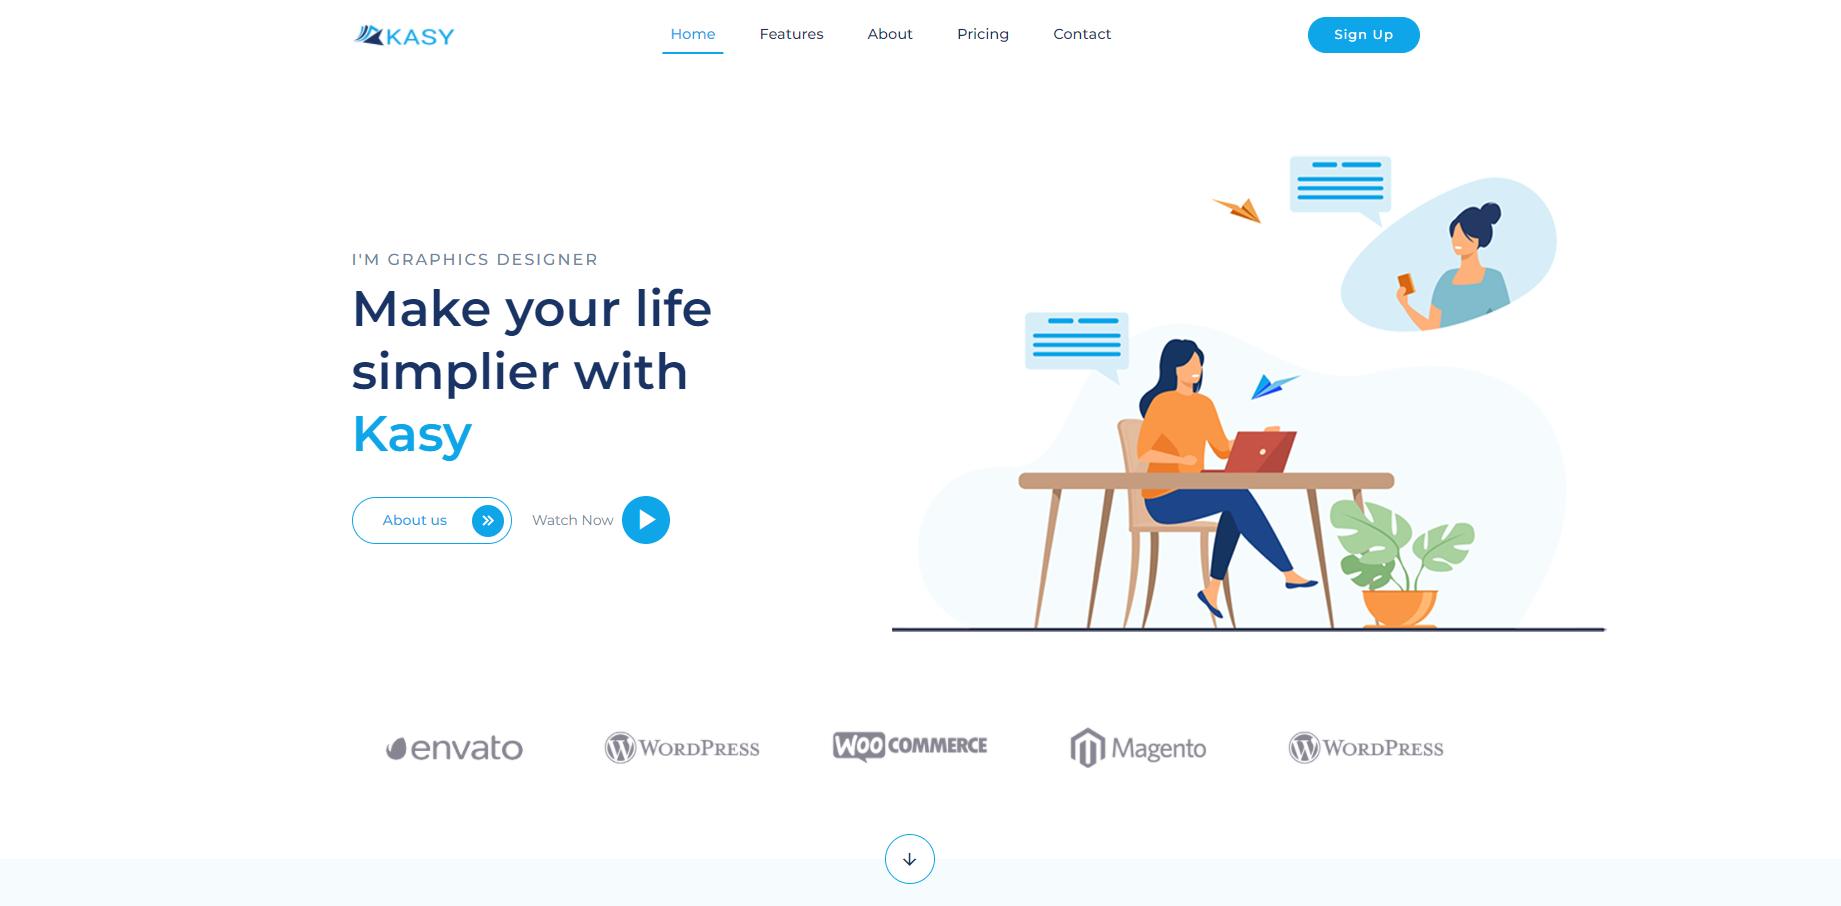 KASY
Home Features About Pricing Contact
Sign Up
I'M GRAPHICS DESIGNER
Make your life
simplier with
Kasy
About us
Watch Now
envato WORDPRESS WOO COMMERCE Magento WORDPRESS